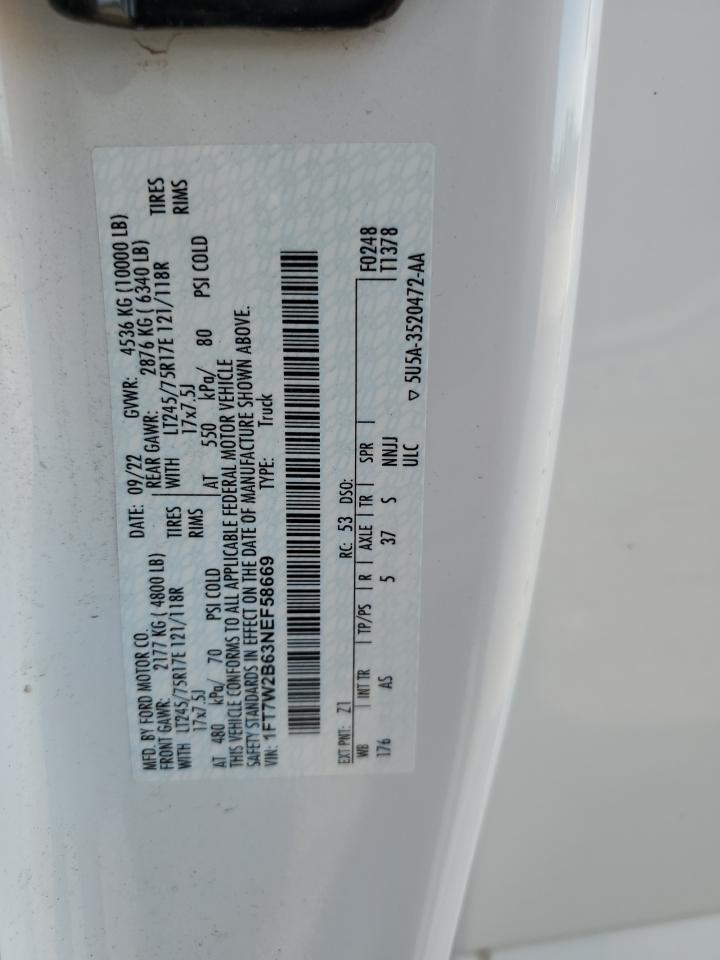 MFD. BY FORD MOTOR CO.
DATE: 09/22 GVWR: 4536 KG (10000 LB)
FRONT GAWR: 2177 KG ( 4800 LB) REAR GAWR: 2876 KG ( 6340 LB)
WITH LT245/75R17E 121/118R TIRES WITH LT245/75R17E 121/118R TIRES
17x7.5J RIMS 17x7.5J RIMS
AT 480 kPa/ 70 PSI COLD AT 550 kPa/ 80 PSI COLD
THIS VEHICLE CONFORMS TO ALL APPLICABLE FEDERAL MOTOR VEHICLE
SAFETY STANDARDS IN EFFECT ON THE DATE OF MANUFACTURE SHOWN ABOVE.
VIN: 1FT7W2B63NEF58669 TYPE: Truck
EXT PNT: Z1 RC: 53 DSO: F0248
WB INT TR TP/PS R AXLE TR SPR T1378
176 AS 5 37 S NNJJ
ULC
▽ 5U5A-3520472-AA